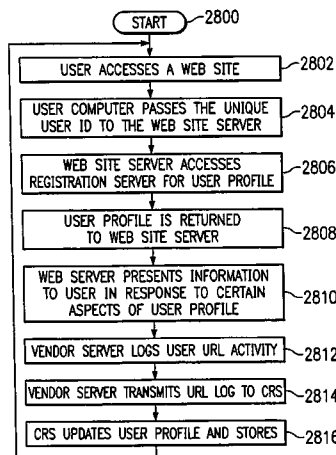 START
2800
USER ACCESSES A WEB SITE
2802
USER COMPUTER PASSES THE UNIQUE
USER ID TO THE WEB SITE SERVER
2804
WEB SITE SERVER ACCESSES
REGISTRATION SERVER FOR USER PROFILE
2806
USER PROFILE IS RETURNED
TO WEB SITE SERVER
2808
WEB SERVER PRESENTS INFORMATION
TO USER IN RESPONSE TO CERTAIN
ASPECTS OF USER PROFILE
2810
VENDOR SERVER LOGS USER URL ACTIVITY
2812
VENDOR SERVER TRANSMITS URL LOG TO CRS
2814
CRS UPDATES USER PROFILE AND STORES
2816